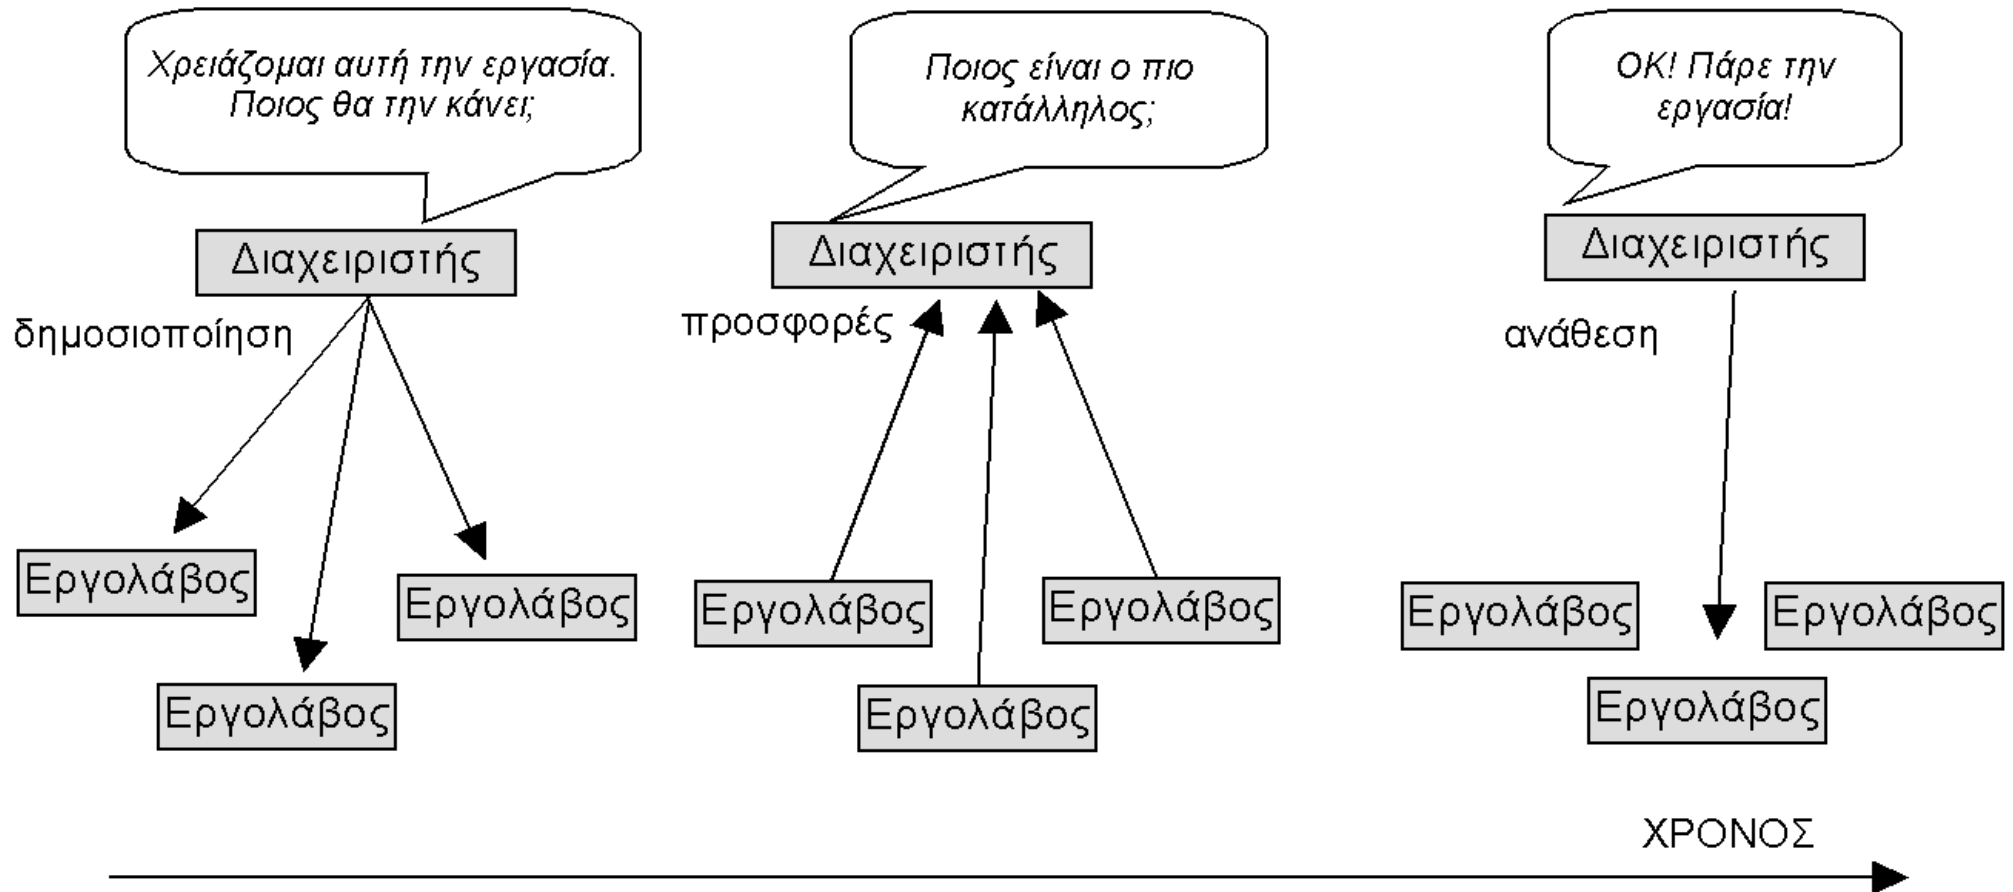 Χρειάζομαι αυτή την εργασία.
Ποιος θα την κάνει;
Διαχειριστής
δημοσιοποίηση
Εργολάβος
Εργολάβος
Εργολάβος
Ποιος είναι ο πιο
κατάλληλος;
Διαχειριστής
προσφορές
Εργολάβος
Εργολάβος
Εργολάβος
ΟΚ! Πάρε την
εργασία!
Διαχειριστής
ανάθεση
Εργολάβος
Εργολάβος
Εργολάβος
ΧΡΟΝΟΣ